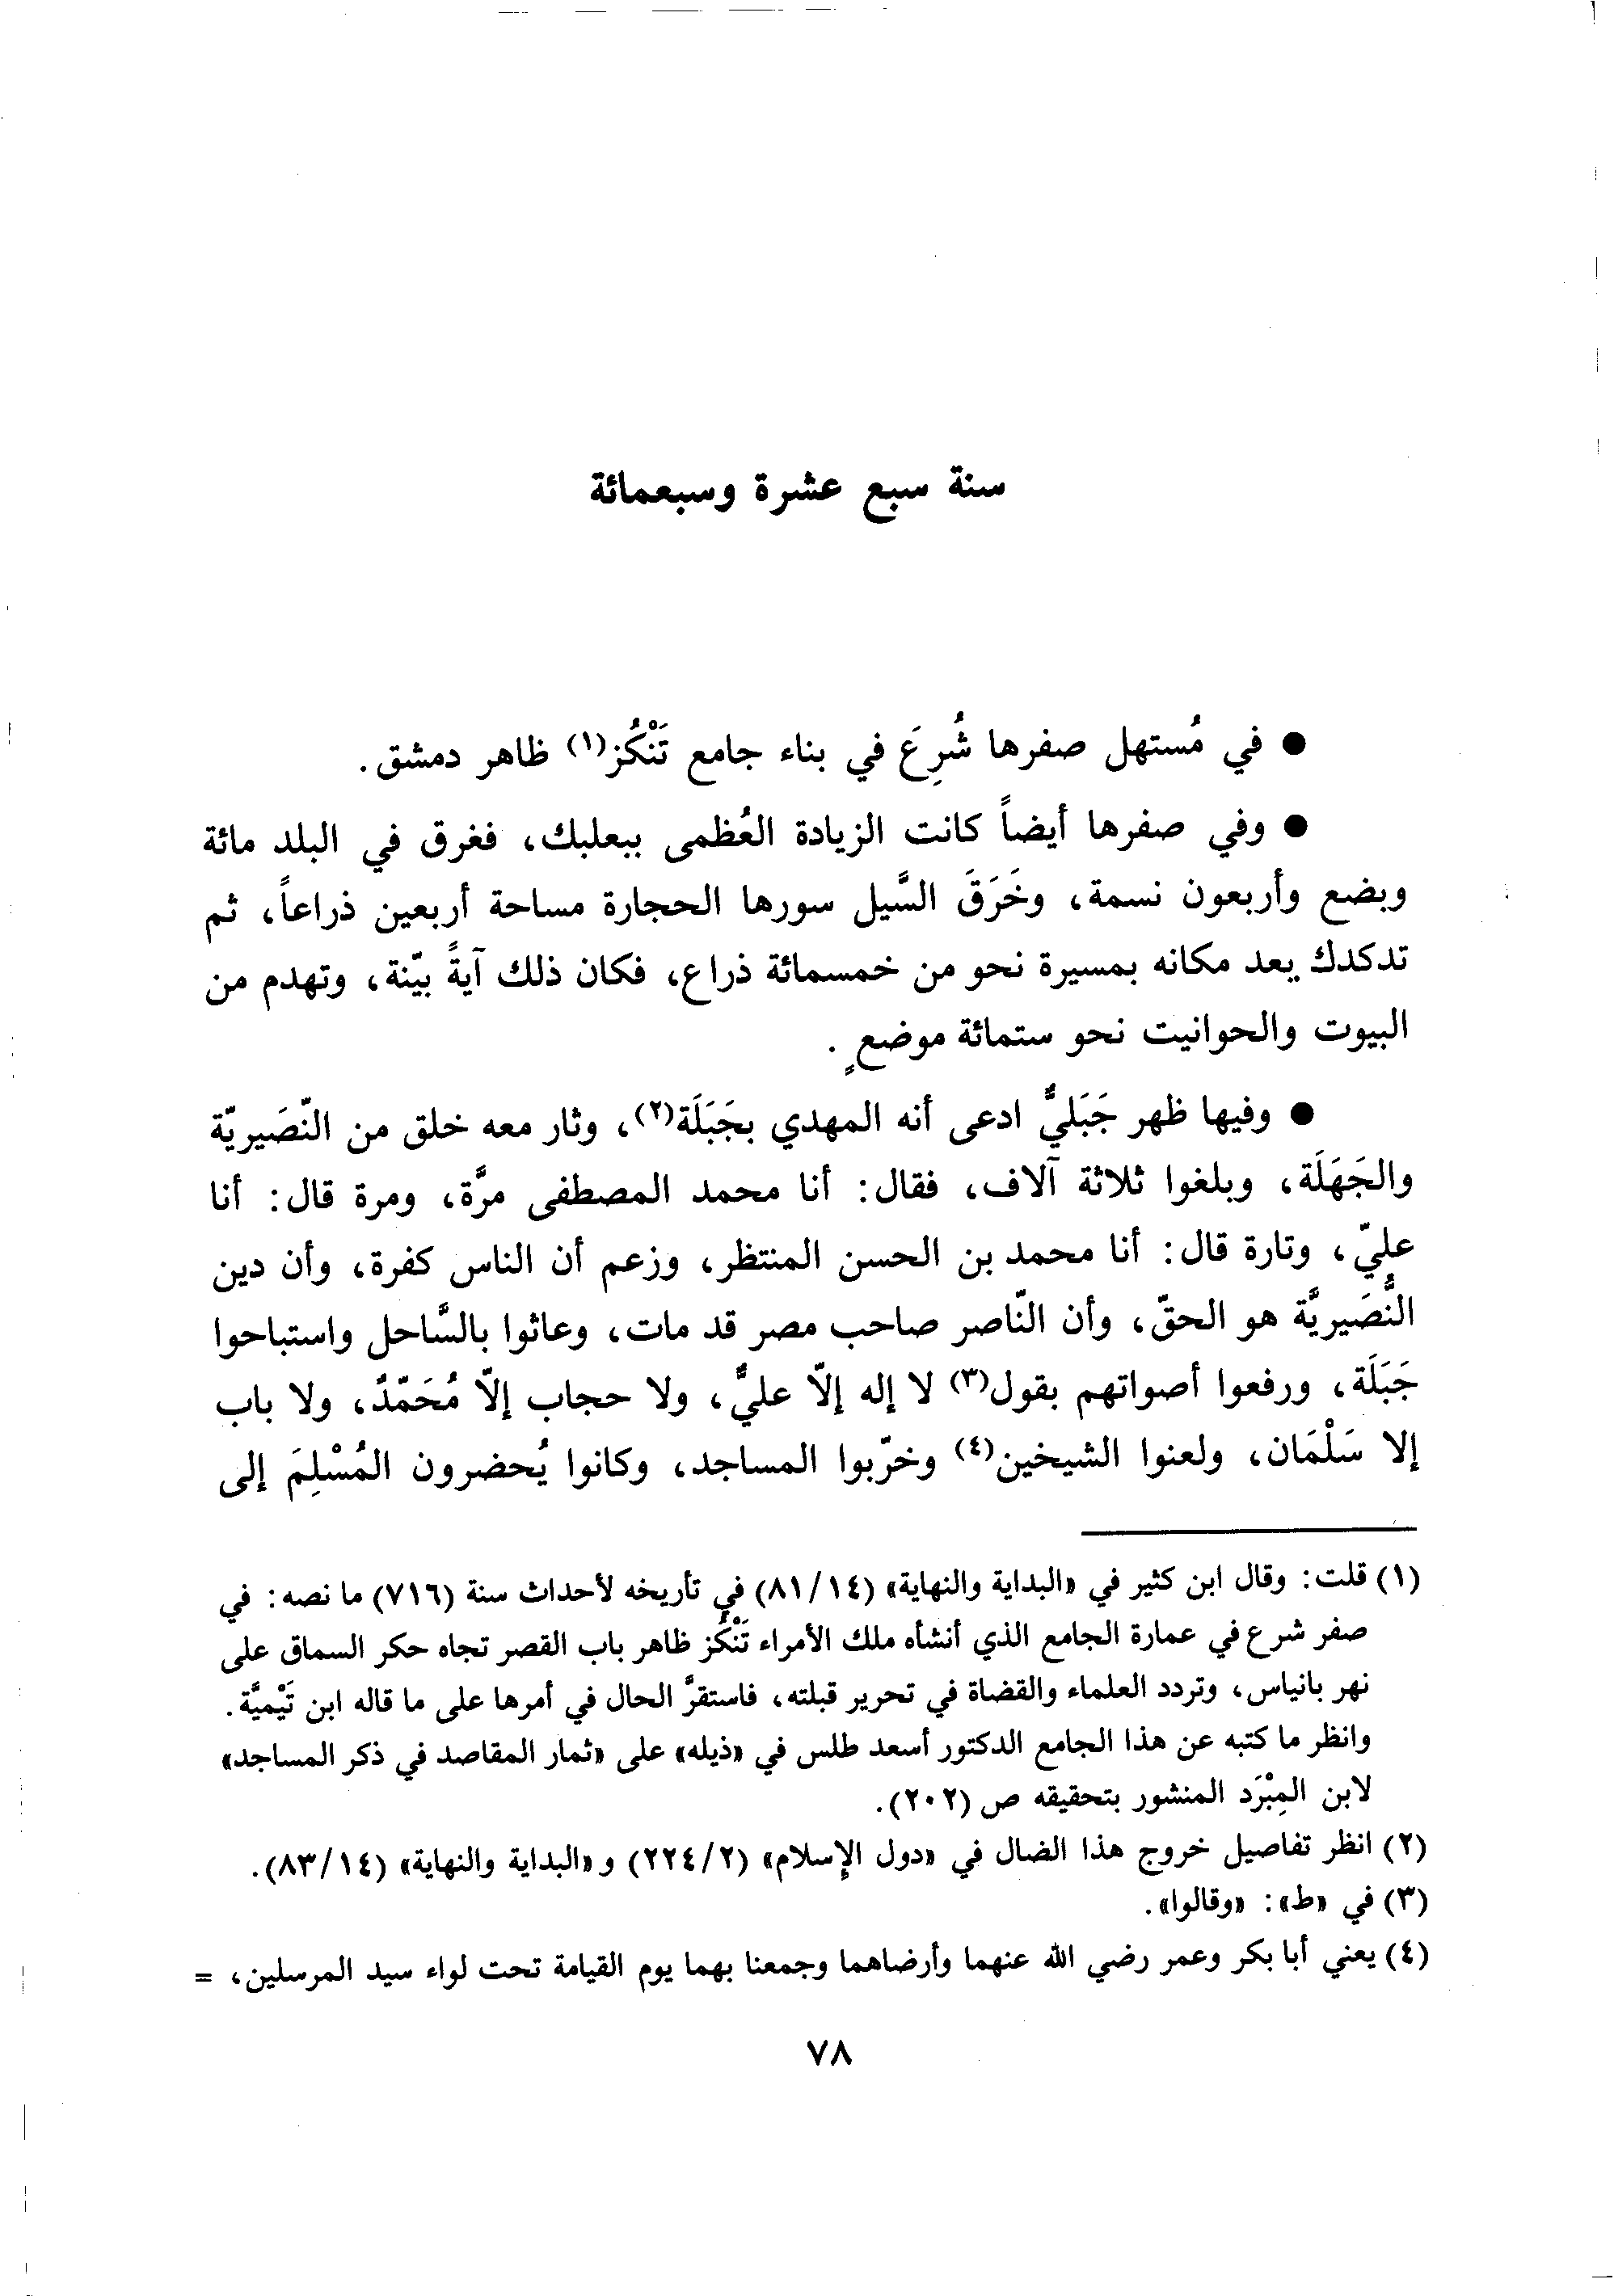 سنة سبع عشرة وسبعمائة
● في مُستهل صفرها شُرِعَ في بناء جامع تَنْكُز(١) ظاهر دمشق.
● وفي صفرها أيضاً كانت الزيادة العُظمى ببعلبك، فغرق في البلد مائة
وبضع وأربعون نسمة، وخَرَقَ السَّيل سورها الحجارة مساحة أربعين ذراعاً، ثم
تدكدك بعد مكانه بمسيرة نحو من خمسمائة ذراع، فكان ذلك آيةً بيّنة، وتهدم من
البيوت والحوانيت نحو ستمائة موضعٍ.
● وفيها ظهر جَبَليٌّ ادعى أنه المهدي بجَبَلَة(٢)، وثار معه خلق من النّصَيريّة
والجَهَلَة، وبلغوا ثلاثة آلاف، فقال: أنا محمد المصطفى مرَّة، ومرة قال: أنا
عليّ، وتارة قال: أنا محمد بن الحسن المنتظر، وزعم أن الناس كفرة، وأن دين
النُّصَيريَّة هو الحقّ، وأن النّاصر صاحب مصر قد مات، وعاثوا بالسَّاحل واستباحوا
جَبَلَة، ورفعوا أصواتهم بقول(٣) لا إله إلاّ عليٌّ، ولا حجاب إلاّ مُحَمّدٌ، ولا باب
إلا سَلْمَان، ولعنوا الشيخين(٤) وخرّبوا المساجد، وكانوا يُحضرون المُسْلِمَ إلى
(١) قلت: وقال ابن كثير في «البداية والنهاية» (٨١/١٤) في تأريخه لأحداث سنة (٧١٦) ما نصه: في
صفر شرع في عمارة الجامع الذي أنشأه ملك الأمراء تَنْكُز ظاهر باب القصر تجاه حكر السماق على
نهر بانياس، وتردد العلماء والقضاة في تحرير قبلته، فاستقرَّ الحال في أمرها على ما قاله ابن تَيْميَّة.
وانظر ما كتبه عن هذا الجامع الدكتور أسعد طلس في «ذيله» على «ثمار المقاصد في ذكر المساجد»
لابن المِبْرَد المنشور بتحقيقه ص (٢٠٢).
(٢) انظر تفاصيل خروج هذا الضال في «دول الإسلام» (٢٢٤/٢) و«البداية والنهاية» (٨٣/١٤).
(٣) في «ط»: «وقالوا».
(٤) يعني أبا بكر وعمر رضي الله عنهما وأرضاهما وجمعنا بهما يوم القيامة تحت لواء سيد المرسلين، =
٧٨